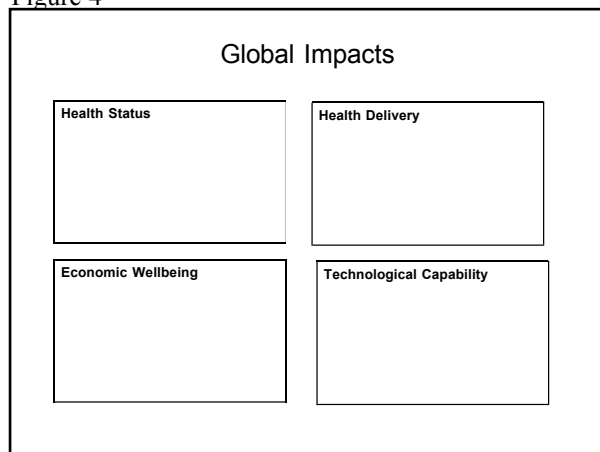 Figure 4
Global Impacts
Health Status
Health Delivery
Economic Wellbeing
Technological Capability